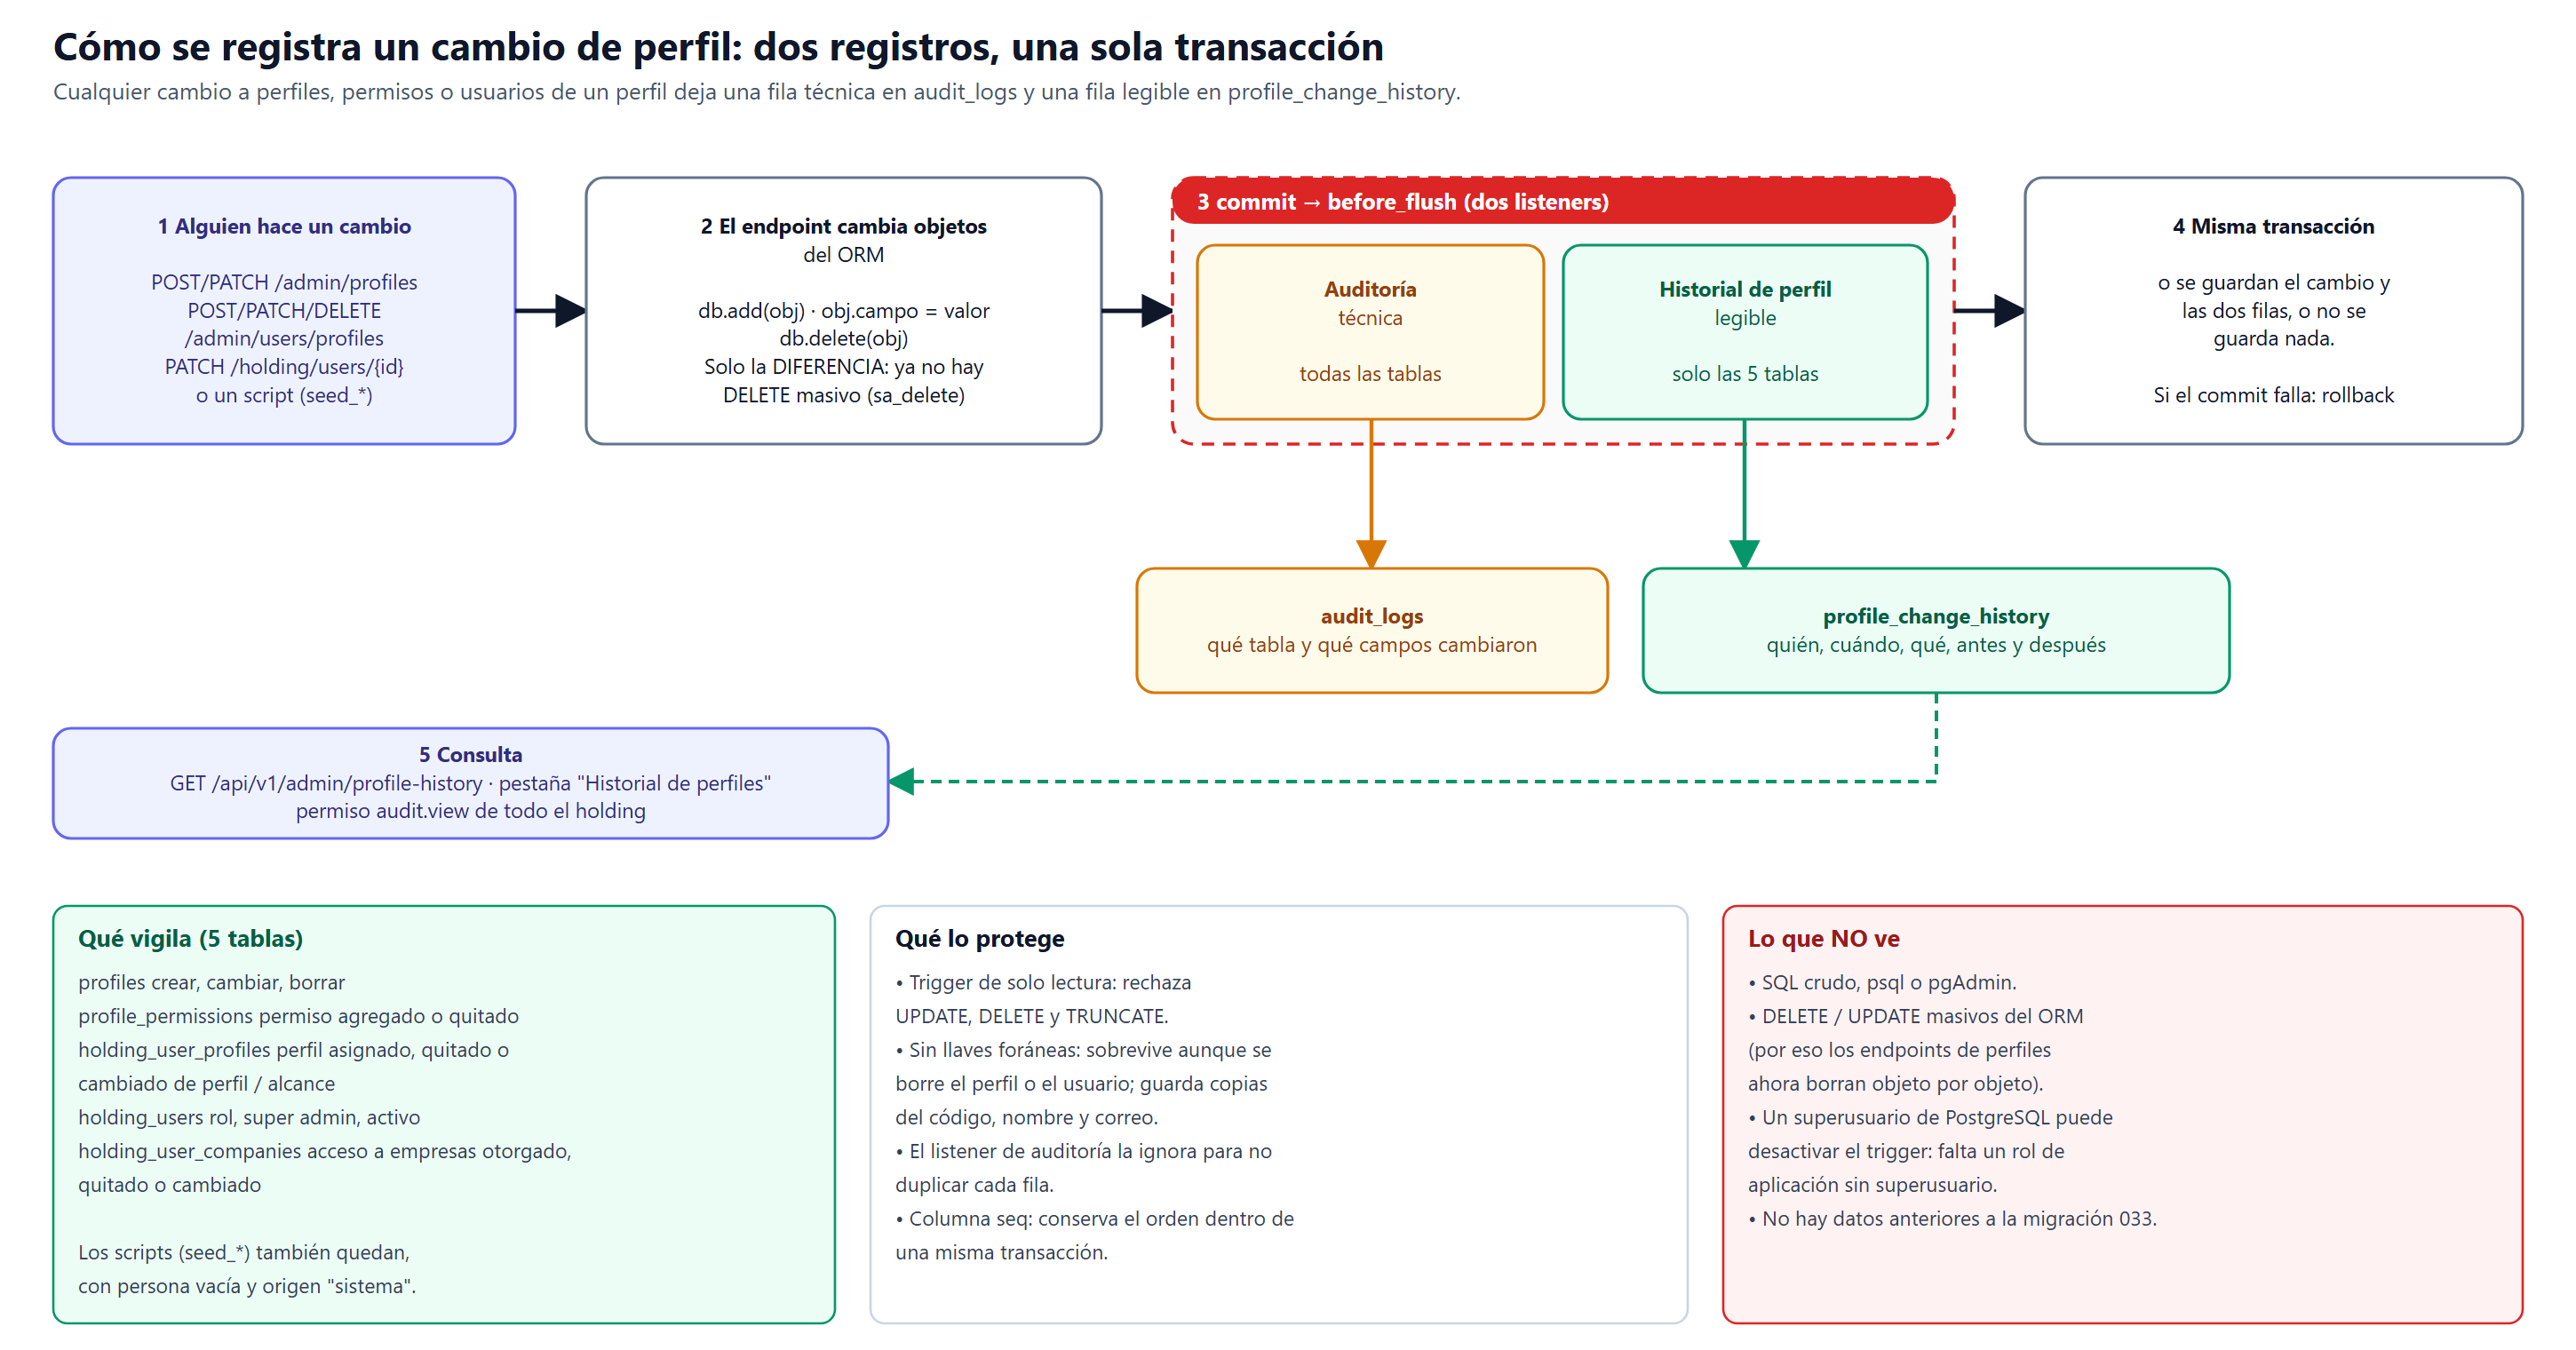 Cómo se registra un cambio de perfil: dos registros, una sola transacción
Cualquier cambio a perfiles, permisos o usuarios de un perfil deja una fila técnica en audit_logs y una fila legible en profile_change_history.
1 Alguien hace un cambio
POST/PATCH /admin/profiles
POST/PATCH/DELETE
/admin/users/profiles
PATCH /holding/users/{id}
o un script (seed_*)
2 El endpoint cambia objetos
del ORM
db.add(obj) · obj.campo = valor
db.delete(obj)
Solo la DIFERENCIA: ya no hay
DELETE masivo (sa_delete)
3 commit → before_flush (dos listeners)
Auditoría
técnica
todas las tablas
Historial de perfil
legible
solo las 5 tablas
4 Misma transacción
o se guardan el cambio y
las dos filas, o no se
guarda nada.
Si el commit falla: rollback
audit_logs
qué tabla y qué campos cambiaron
profile_change_history
quién, cuándo, qué, antes y después
5 Consulta
GET /api/v1/admin/profile-history · pestaña "Historial de perfiles"
permiso audit.view de todo el holding
Qué vigila (5 tablas)
profiles crear, cambiar, borrar
profile_permissions permiso agregado o quitado
holding_user_profiles perfil asignado, quitado o
cambiado de perfil / alcance
holding_users rol, super admin, activo
holding_user_companies acceso a empresas otorgado,
quitado o cambiado
Los scripts (seed_*) también quedan,
con persona vacía y origen "sistema".
Qué lo protege
• Trigger de solo lectura: rechaza
UPDATE, DELETE y TRUNCATE.
• Sin llaves foráneas: sobrevive aunque se
borre el perfil o el usuario; guarda copias
del código, nombre y correo.
• El listener de auditoría la ignora para no
duplicar cada fila.
• Columna seq: conserva el orden dentro de
una misma transacción.
Lo que NO ve
• SQL crudo, psql o pgAdmin.
• DELETE / UPDATE masivos del ORM
(por eso los endpoints de perfiles
ahora borran objeto por objeto).
• Un superusuario de PostgreSQL puede
desactivar el trigger: falta un rol de
aplicación sin superusuario.
• No hay datos anteriores a la migración 033.